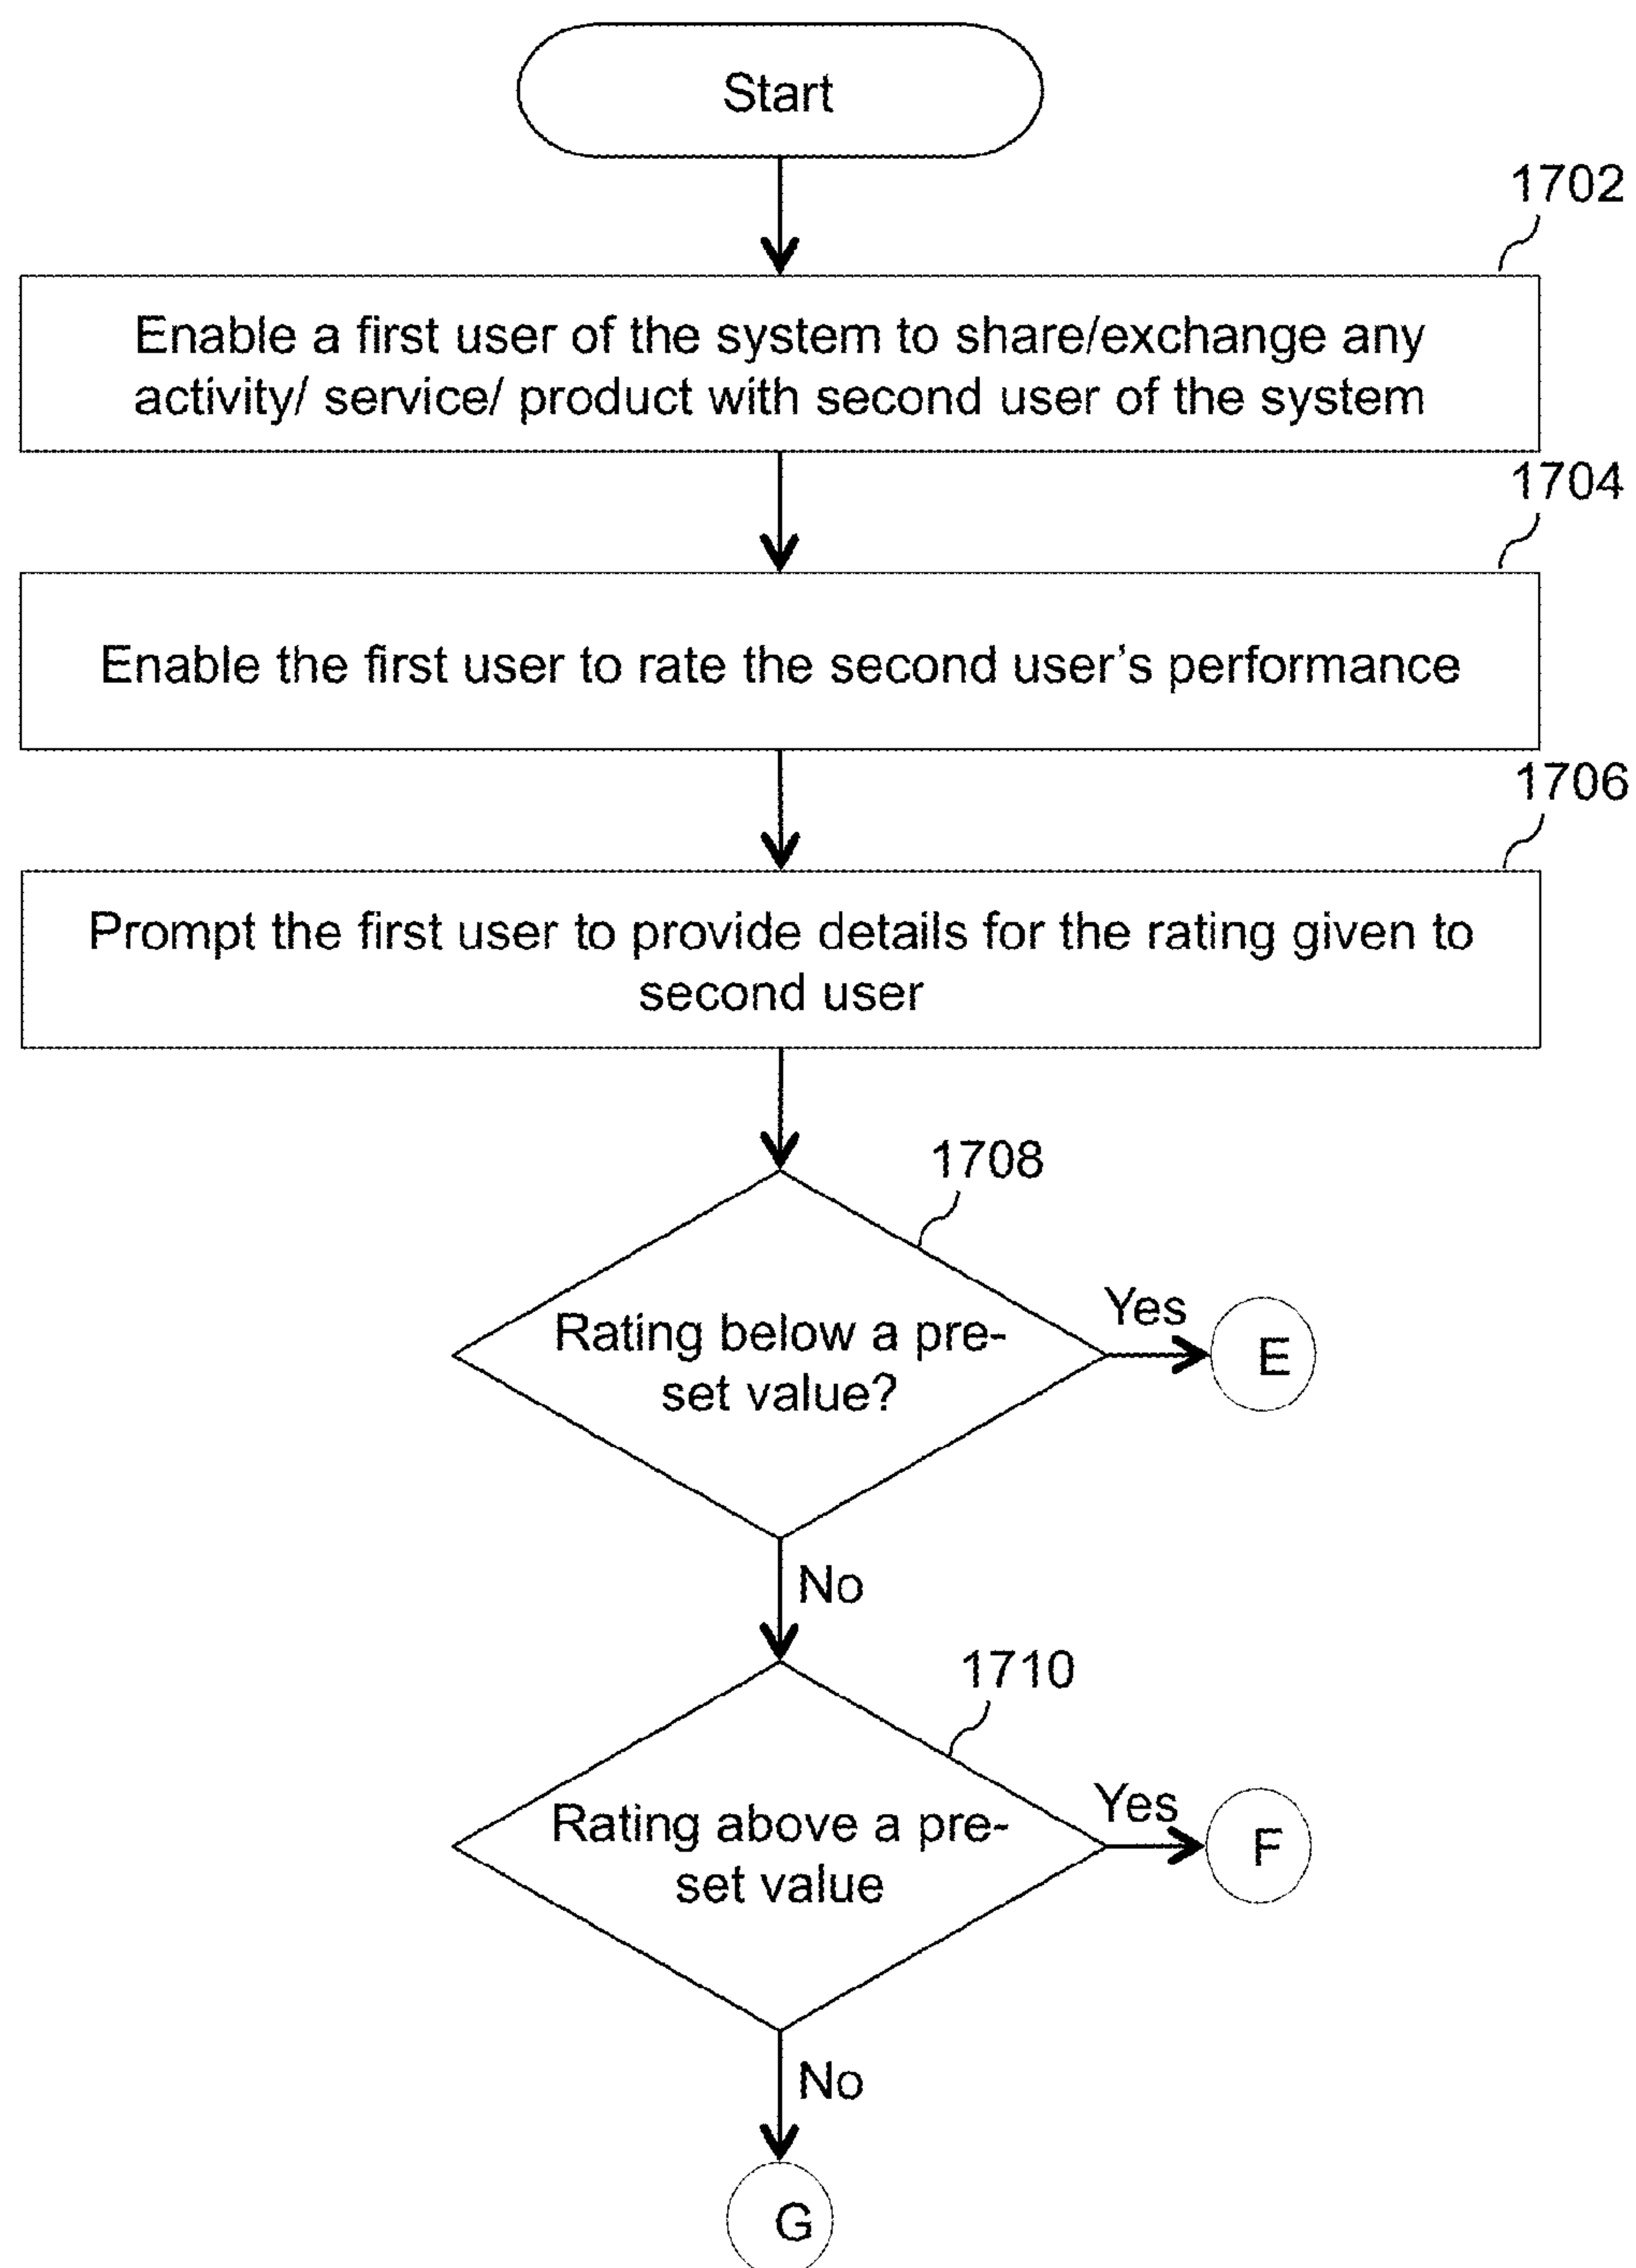 Start
1702
Enable a first user of the system to share/exchange any
activity/ service/ product with second user of the system
1704
Enable the first user to rate the second user's performance
1706
Prompt the first user to provide details for the rating given to
second user
1708
Rating below a pre-
set value?
Yes
E
No
1710
Rating above a pre-
set value
Yes
F
No
G